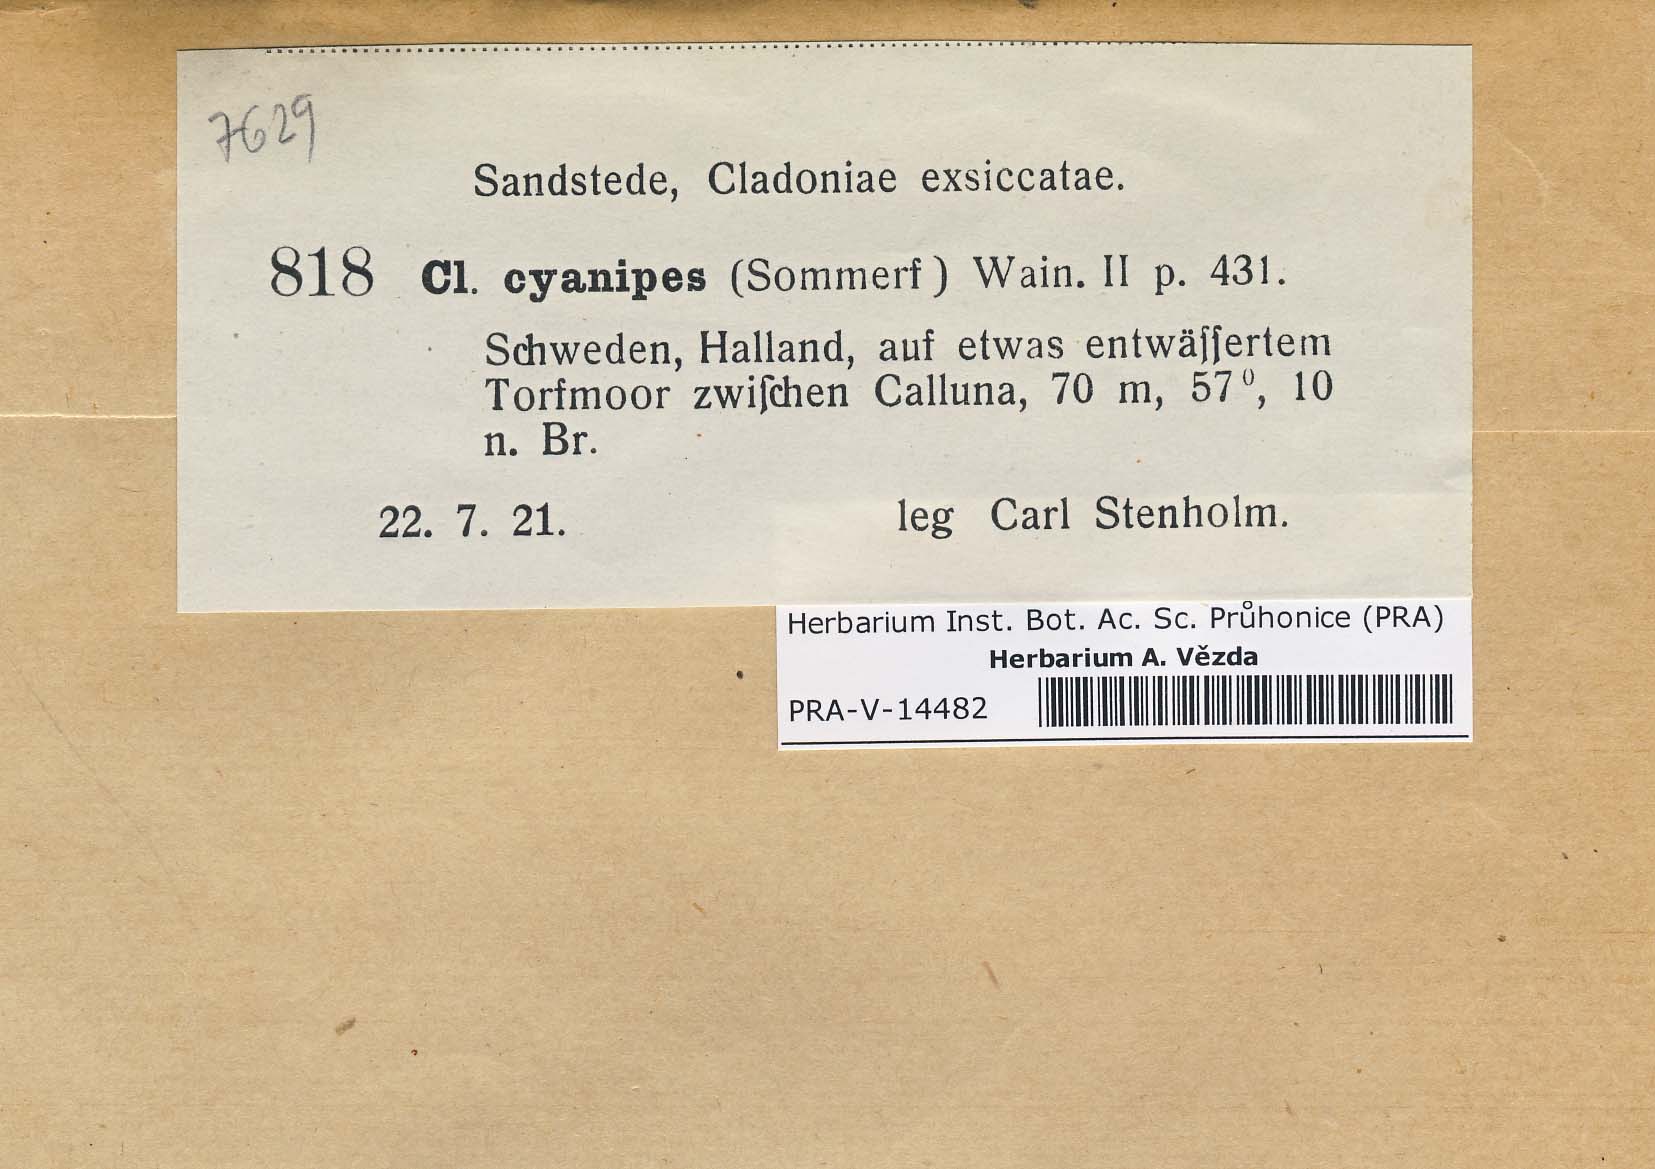 7629
Sandstede, Cladoniae exsiccatae.
818 Cl. cyanipes (Sommerf) Wain. II p. 431.
Schweden, Halland, auf etwas entwäſſertem
Torfmoor zwiſchen Calluna, 70 m, 57⁰, 10
n. Br.
22. 7. 21. leg Carl Stenholm.
Herbarium Inst. Bot. Ac. Sc. Průhonice (PRA)
Herbarium A. Vězda
PRA-V-14482